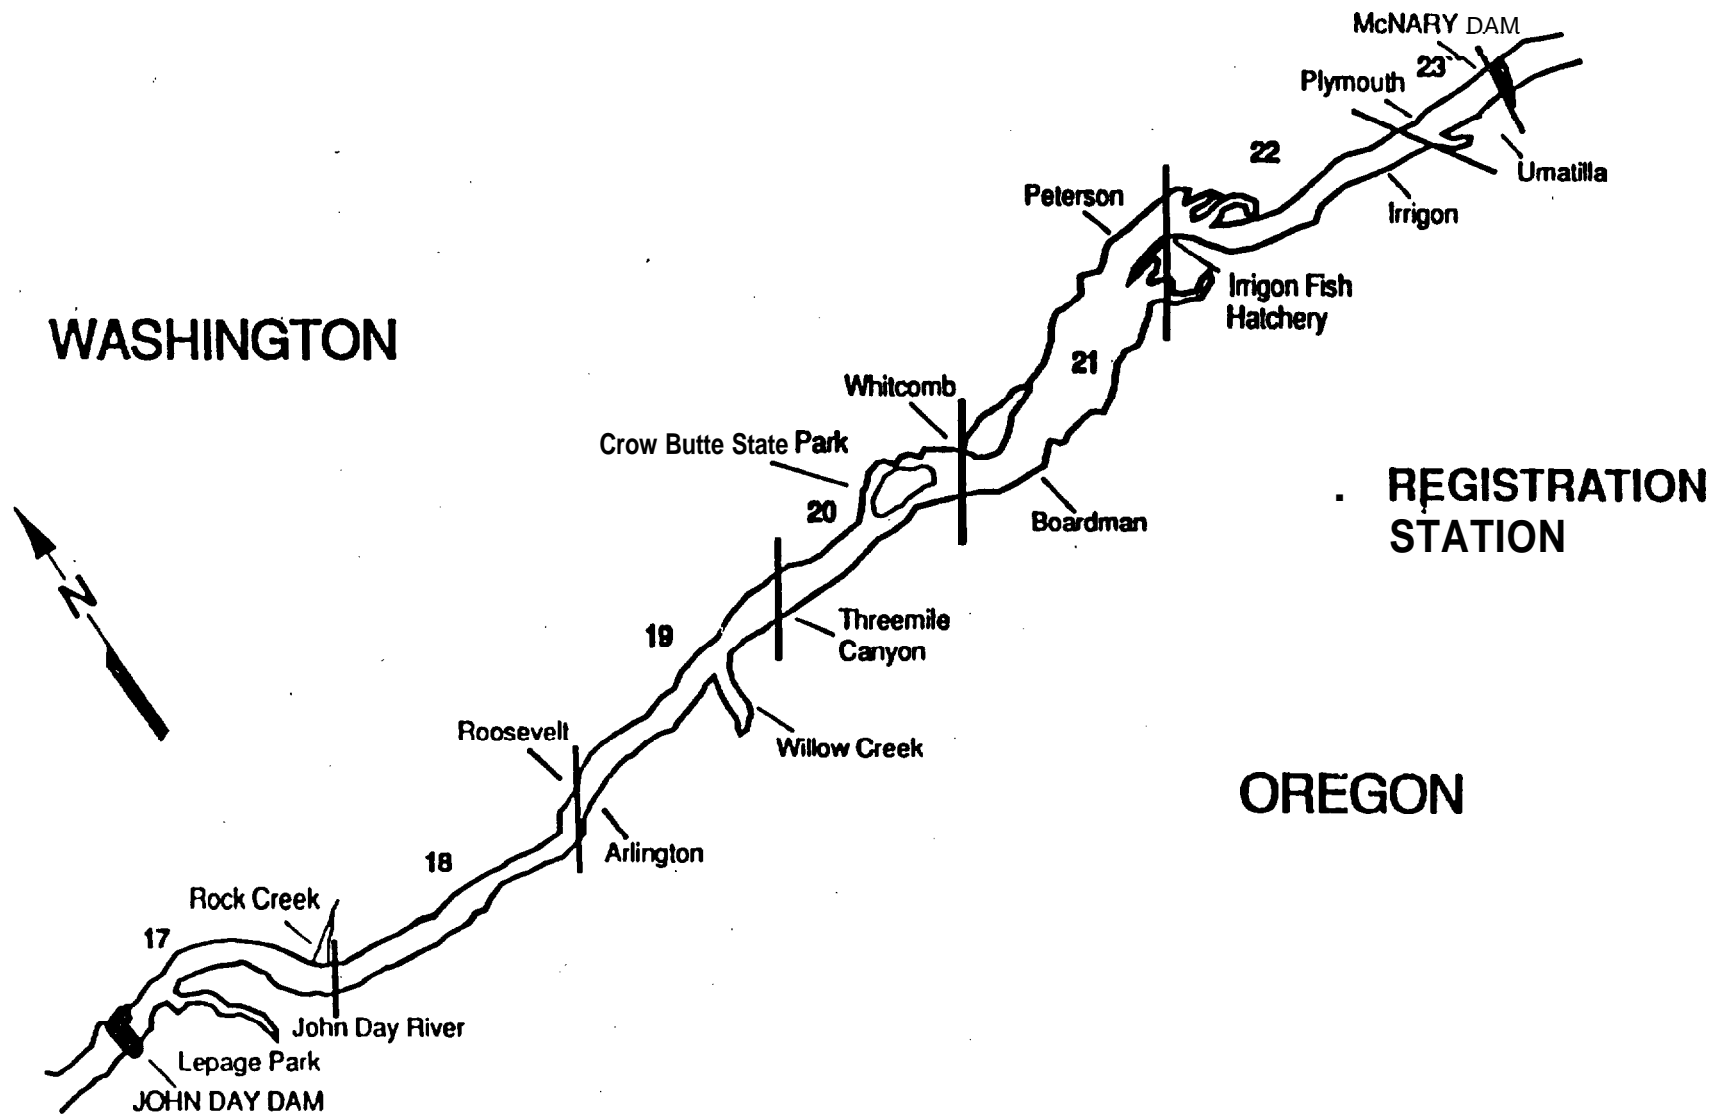 McNARY DAM
23
Plymouth
22
Umatilla
Peterson
Irrigon
Irrigon Fish
Hatchery
WASHINGTON
21
Whitcomb
Crow Butte State Park
20
Boardman
. REGISTRATION
STATION
N
19
Threemile
Canyon
Roosevelt
Willow Creek
OREGON
18
Arlington
Rock Creek
17
John Day River
Lepage Park
JOHN DAY DAM